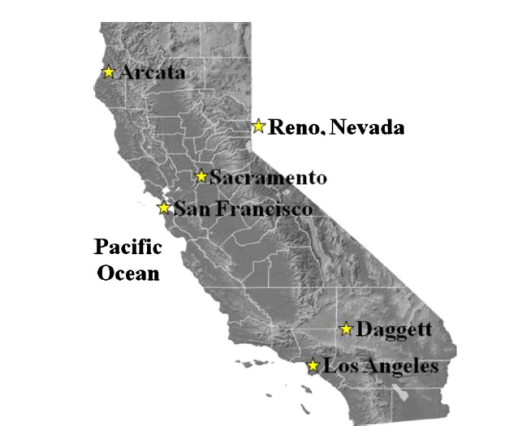 Arcata
Reno, Nevada
Sacramento
San Francisco
Pacific
Ocean
Daggett
Los Angeles